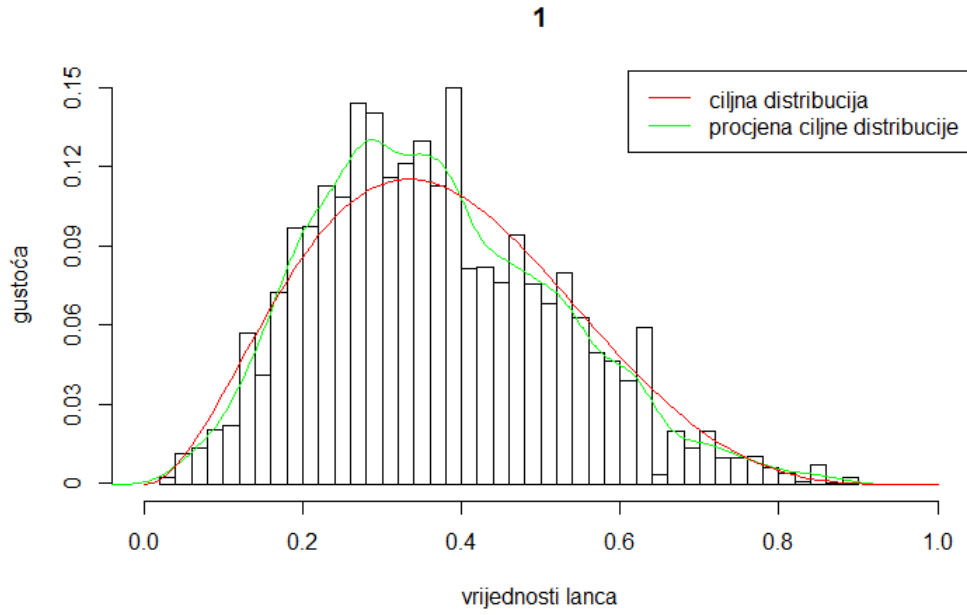 1
ciljna distribucija
procjena ciljne distribucije
gustoća
0.15
0.12
0.09
0.06
0.03
0
0.0 0.2 0.4 0.6 0.8 1.0
vrijednosti lanca